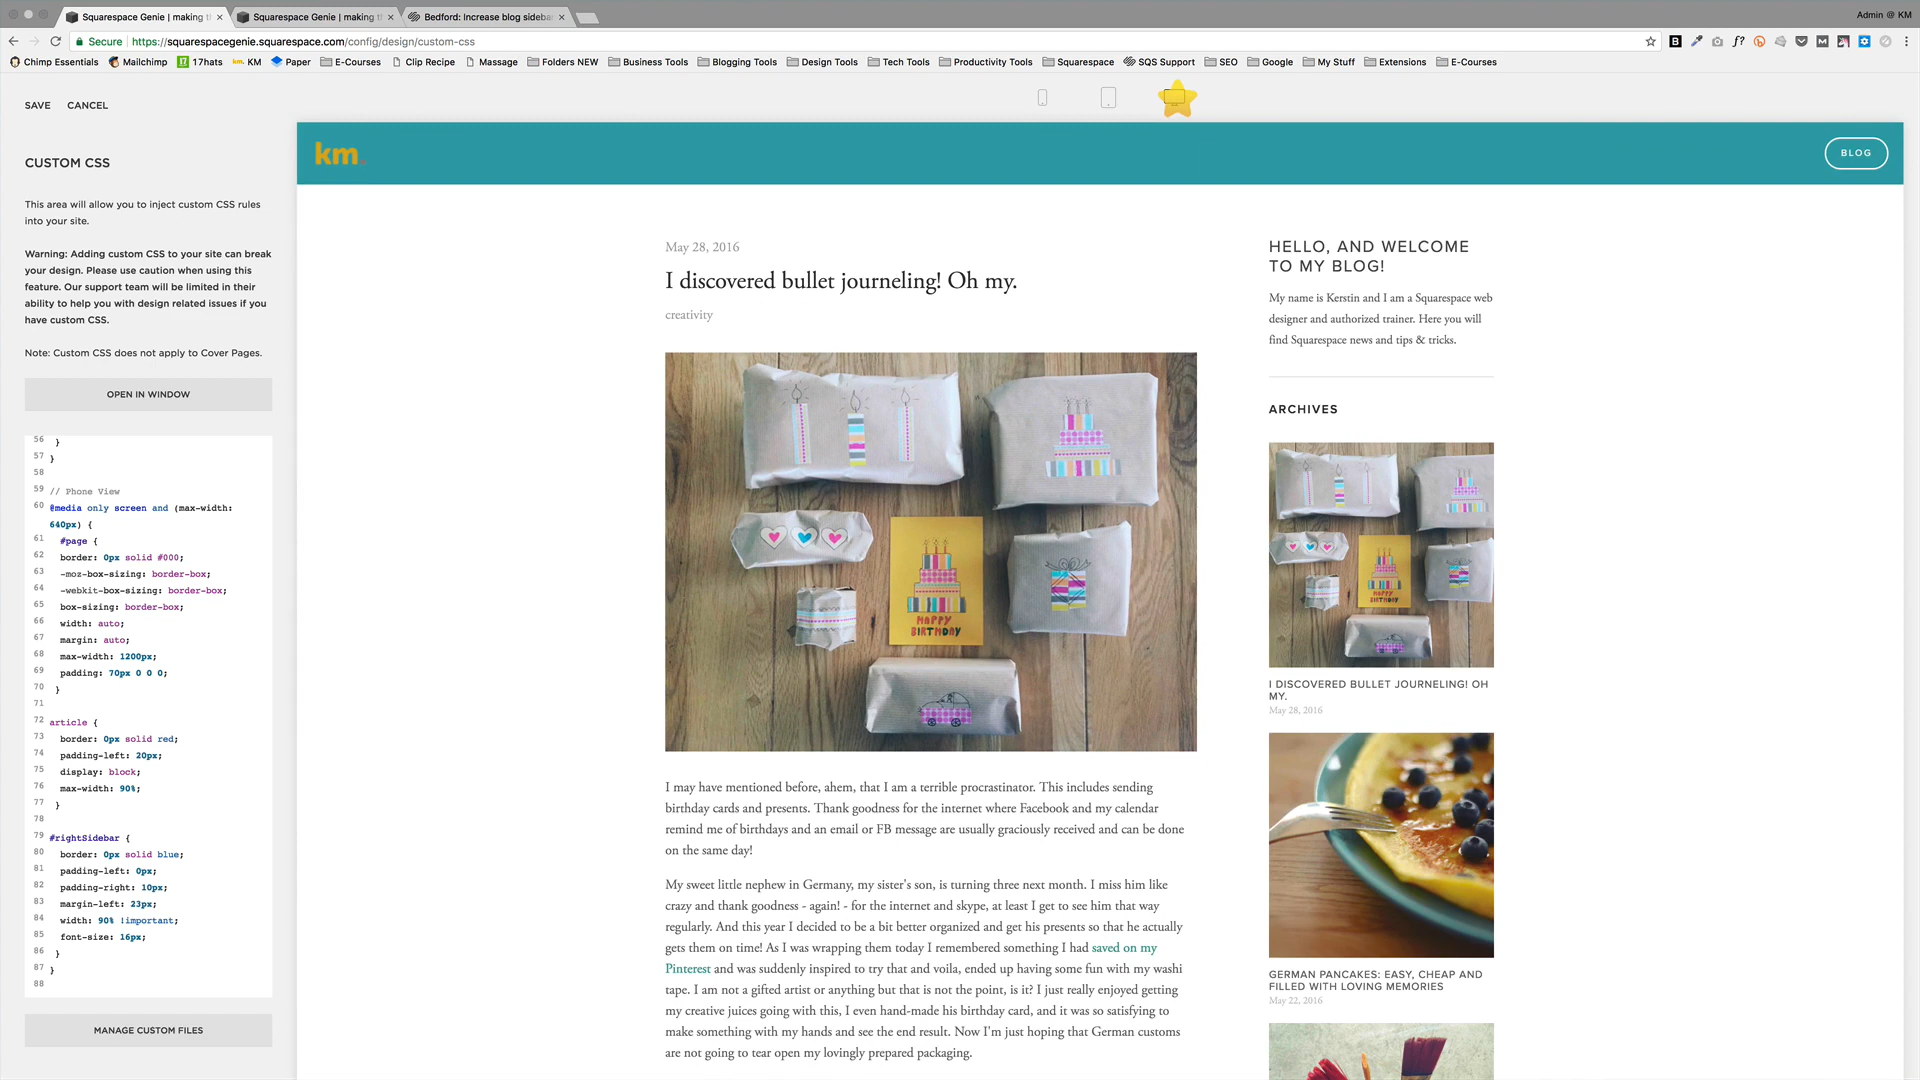 Squarespace Genie | making th
Squarespace Genie | making th
Bedford: Increase blog sideba
Admin @ KM
Secure
https://squarespacegenie.squarespace.com/config/design/custom-css
Chimp Essentials
Mailchimp
17hats
KM
Paper
E-Courses
Clip Recipe
Massage
Folders NEW
Business Tools
Blogging Tools
Design Tools
Tech Tools
Productivity Tools
Squarespace
SQS Support
SEO
Google
My Stuff
Extensions
E-Courses
SAVE
CANCEL
CUSTOM CSS
This area will allow you to inject custom CSS rules
into your site.
Warning: Adding custom CSS to your site can break
your design. Please use caution when using this
feature. Our support team will be limited in their
ability to help you with design related issues if you
have custom CSS.
Note: Custom CSS does not apply to Cover Pages.
OPEN IN WINDOW
56 }
57 }
58
59 // Phone View
60 @media only screen and (max-width:
640px) {
61 #page {
62 border: 0px solid #000;
63 -moz-box-sizing: border-box;
64 -webkit-box-sizing: border-box;
65 box-sizing: border-box;
66 width: auto;
67 margin: auto;
68 max-width: 1200px;
69 padding: 70px 0 0 0;
70 }
71
72 article {
73 border: 0px solid red;
74 padding-left: 20px;
75 display: block;
76 max-width: 90%;
77 }
78
79 #rightSidebar {
80 border: 0px solid blue;
81 padding-left: 0px;
82 padding-right: 10px;
83 margin-left: 23px;
84 width: 90% !important;
85 font-size: 16px;
86 }
87 }
88
MANAGE CUSTOM FILES
km.
BLOG
May 28, 2016
I discovered bullet journeling! Oh my.
creativity
HAPPY
BIRTHDAY
I may have mentioned before, ahem, that I am a terrible procrastinator. This includes sending
birthday cards and presents. Thank goodness for the internet where Facebook and my calendar
remind me of birthdays and an email or FB message are usually graciously received and can be done
on the same day!
My sweet little nephew in Germany, my sister's son, is turning three next month. I miss him like
crazy and thank goodness - again! - for the internet and skype, at least I get to see him that way
regularly. And this year I decided to be a bit better organized and get his presents so that he actually
gets them on time! As I was wrapping them today I remembered something I had saved on my
Pinterest and was suddenly inspired to try that and voila, ended up having some fun with my washi
tape. I am not a gifted artist or anything but that is not the point, is it? I just really enjoyed getting
my creative juices going with this, I even hand-made his birthday card, and it was so satisfying to
make something with my hands and see the end result. Now I'm just hoping that German customs
are not going to tear open my lovingly prepared packaging.
HELLO, AND WELCOME
TO MY BLOG!
My name is Kerstin and I am a Squarespace web
designer and authorized trainer. Here you will
find Squarespace news and tips & tricks.
ARCHIVES
HAPPY
BIRTHDAY
I DISCOVERED BULLET JOURNELING! OH
MY.
May 28, 2016
GERMAN PANCAKES: EASY, CHEAP AND
FILLED WITH LOVING MEMORIES
May 22, 2016